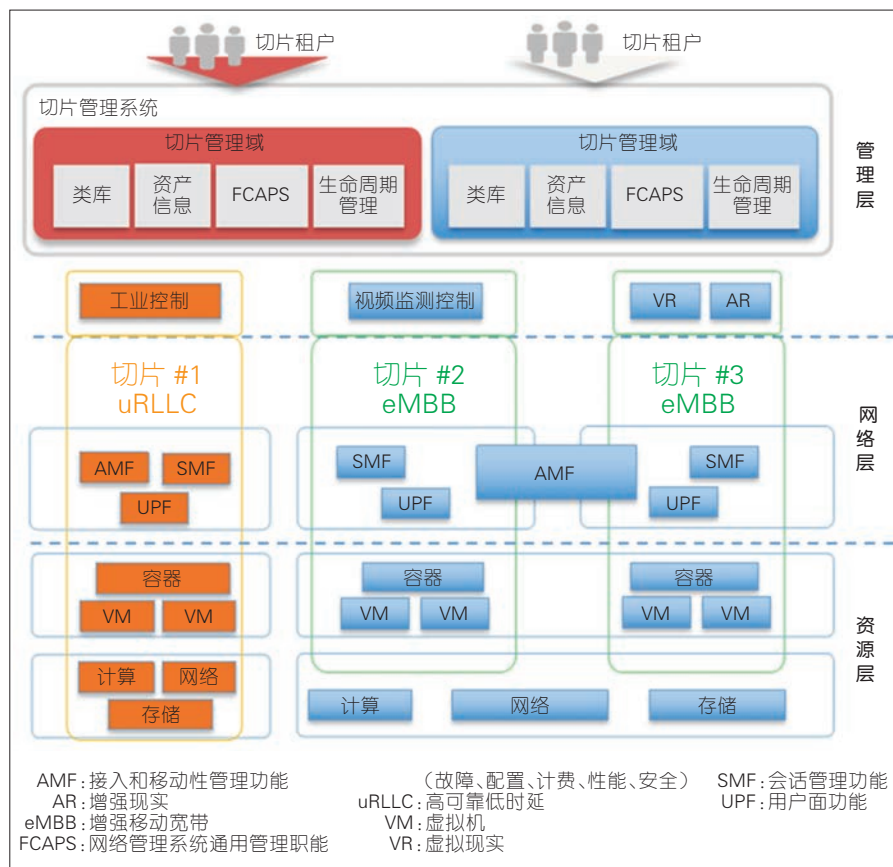 切片租户
切片租户
切片管理系统
切片管理域
类库
资产
信息
FCAPS
生命周期
管理
切片管理域
类库
资产
信息
FCAPS
生命周期
管理
管理层
工业控制
视频监测控制
VR
AR
切片 #1
uRLLC
切片 #2
eMBB
切片 #3
eMBB
网络层
AMF
SMF
UPF
SMF
UPF
AMF
SMF
UPF
容器
VM
VM
容器
VM
VM
容器
VM
VM
资源层
计算
网络
存储
计算
网络
存储
AMF:接入和移动性管理功能
AR:增强现实
eMBB:增强移动宽带
FCAPS:网络管理系统通用管理职能
(故障、配置、计费、性能、安全)
uRLLC:高可靠低时延
VM:虚拟机
VR:虚拟现实
SMF:会话管理功能
UPF:用户面功能